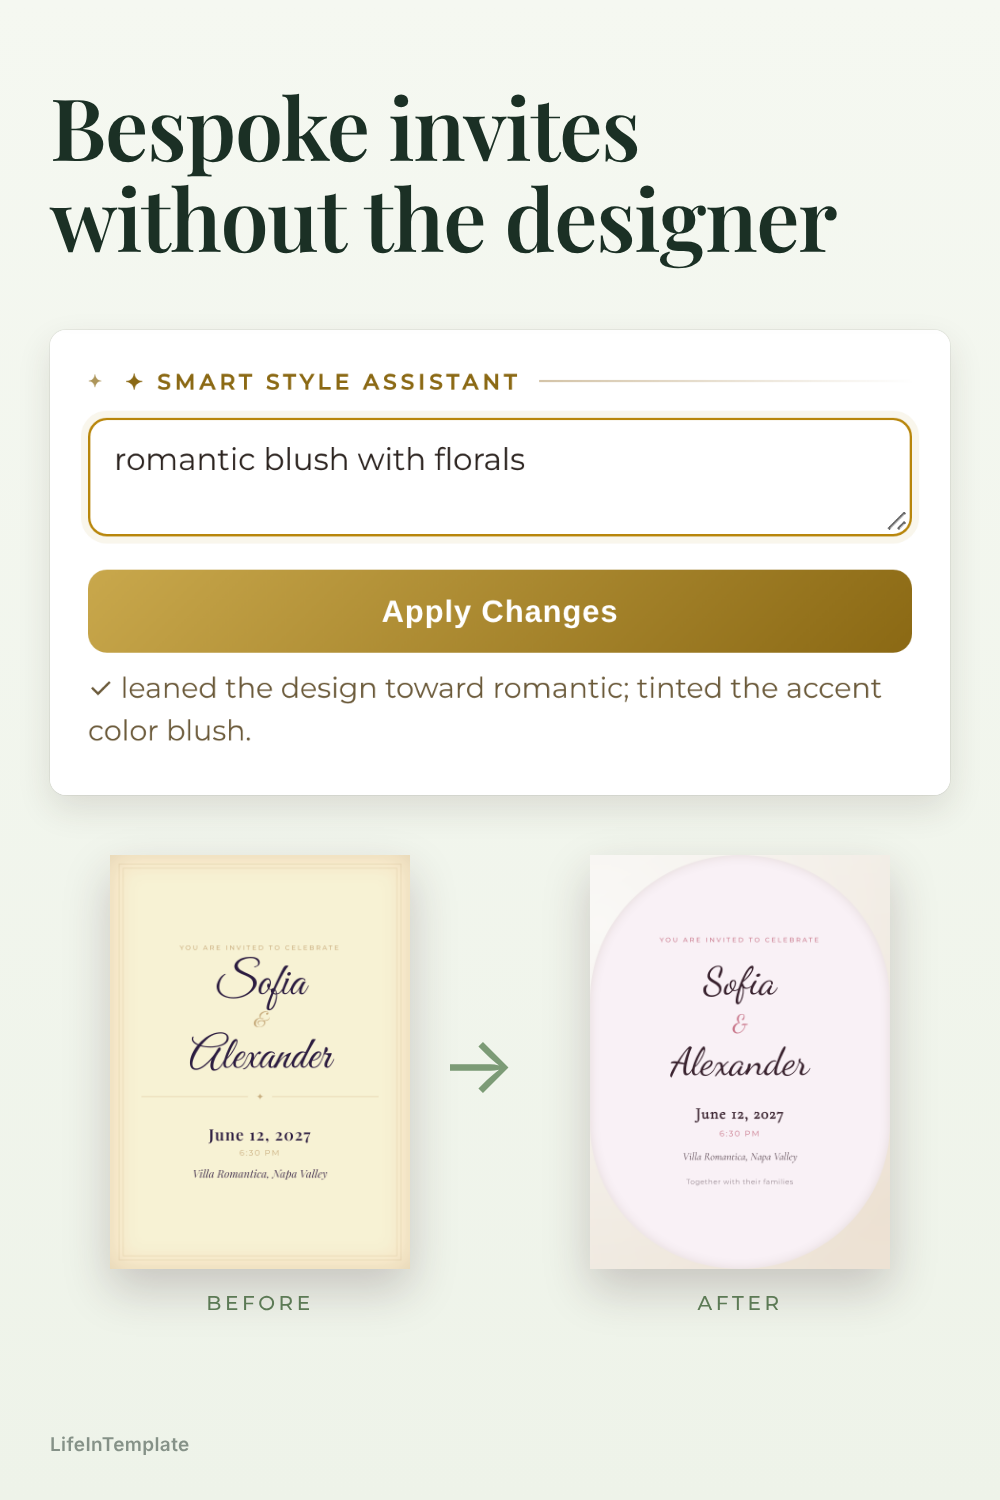 Bespoke invites
without the designer
✦ ✦ SMART STYLE ASSISTANT
romantic blush with florals
Apply Changes
✓ leaned the design toward romantic; tinted the accent
color blush.
YOU ARE INVITED TO CELEBRATE
Sofia
&
Alexander
June 12, 2027
6:30 PM
Villa Romantica, Napa Valley
BEFORE
YOU ARE INVITED TO CELEBRATE
Sofia
&
Alexander
June 12, 2027
6:30 PM
Villa Romantica, Napa Valley
Together with their families
AFTER
LifeInTemplate